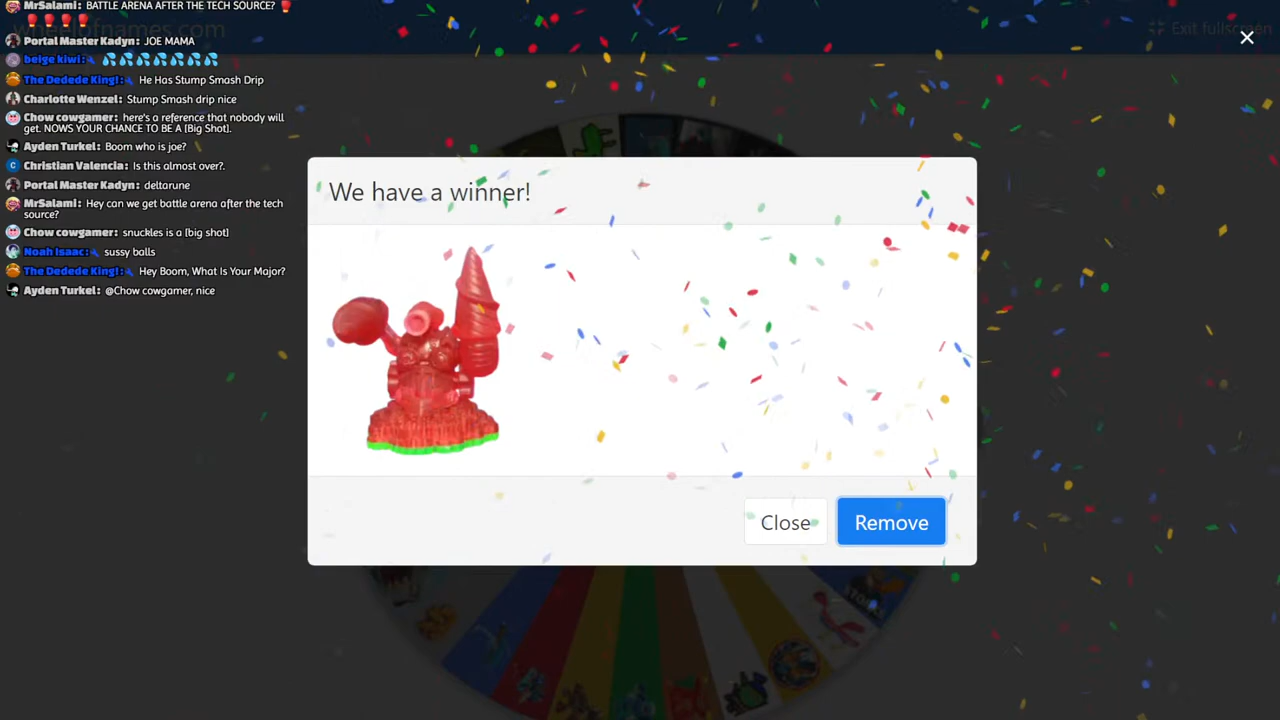 MrSalami: BATTLE ARENA AFTER THE TECH SOURCE? 🥊
🥊🥊🥊🥊
wheelofnames.com
Exit fullscreen
Portal Master Kadyn: JOE MAMA
beige kiwi: 💦💦💦💦💦💦💦
The Dedede King!: He Has Stump Smash Drip
Charlotte Wenzel: Stump Smash drip nice
Chow cowgamer: here's a reference that nobody will
get. NOWS YOUR CHANCE TO BE A [Big Shot].
Ayden Turkel: Boom who is joe?
C Christian Valencia: Is this almost over?.
Portal Master Kadyn: deltarune
MrSalami: Hey can we get battle arena after the tech
source?
Chow cowgamer: snuckles is a [big shot)
Noah Isaac: sussy balls
The Dedede King!: Hey Boom, What Is Your Major?
Ayden Turkel: @Chow cowgamer, nice
We have a winner!
Close
Remove